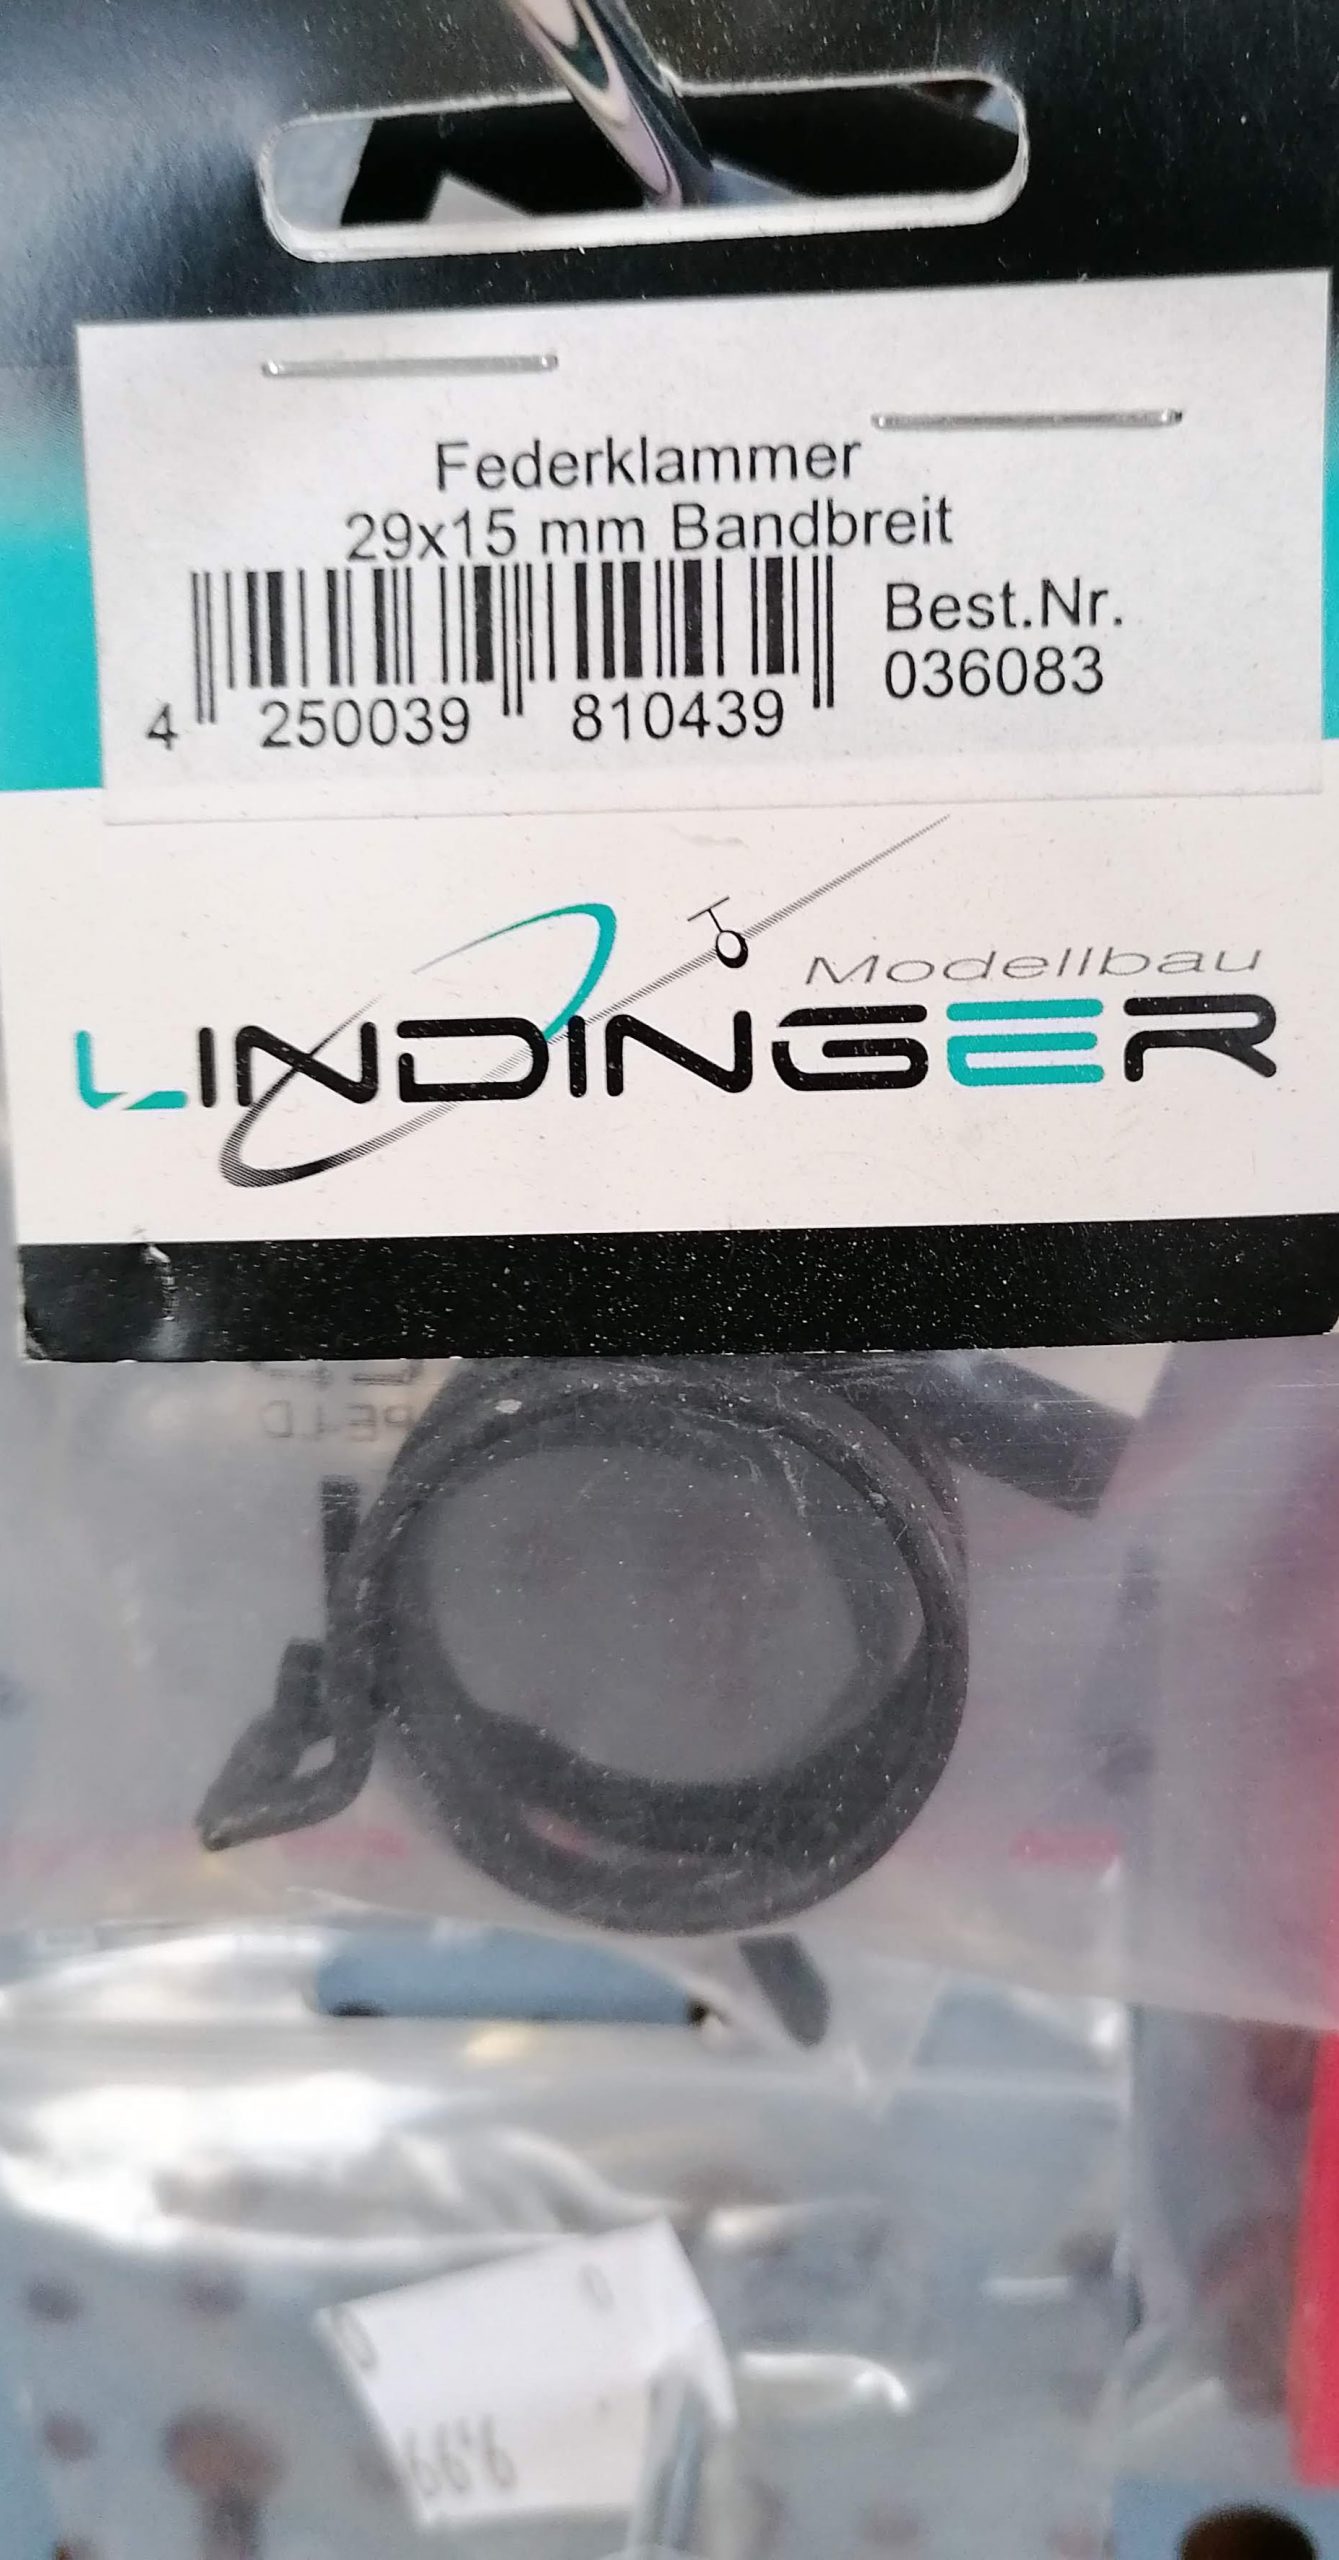 Federklammer
29x15 mm Bandbreit
Best.Nr.
036083
4 250039 810439
Modellbau
LINDINGER